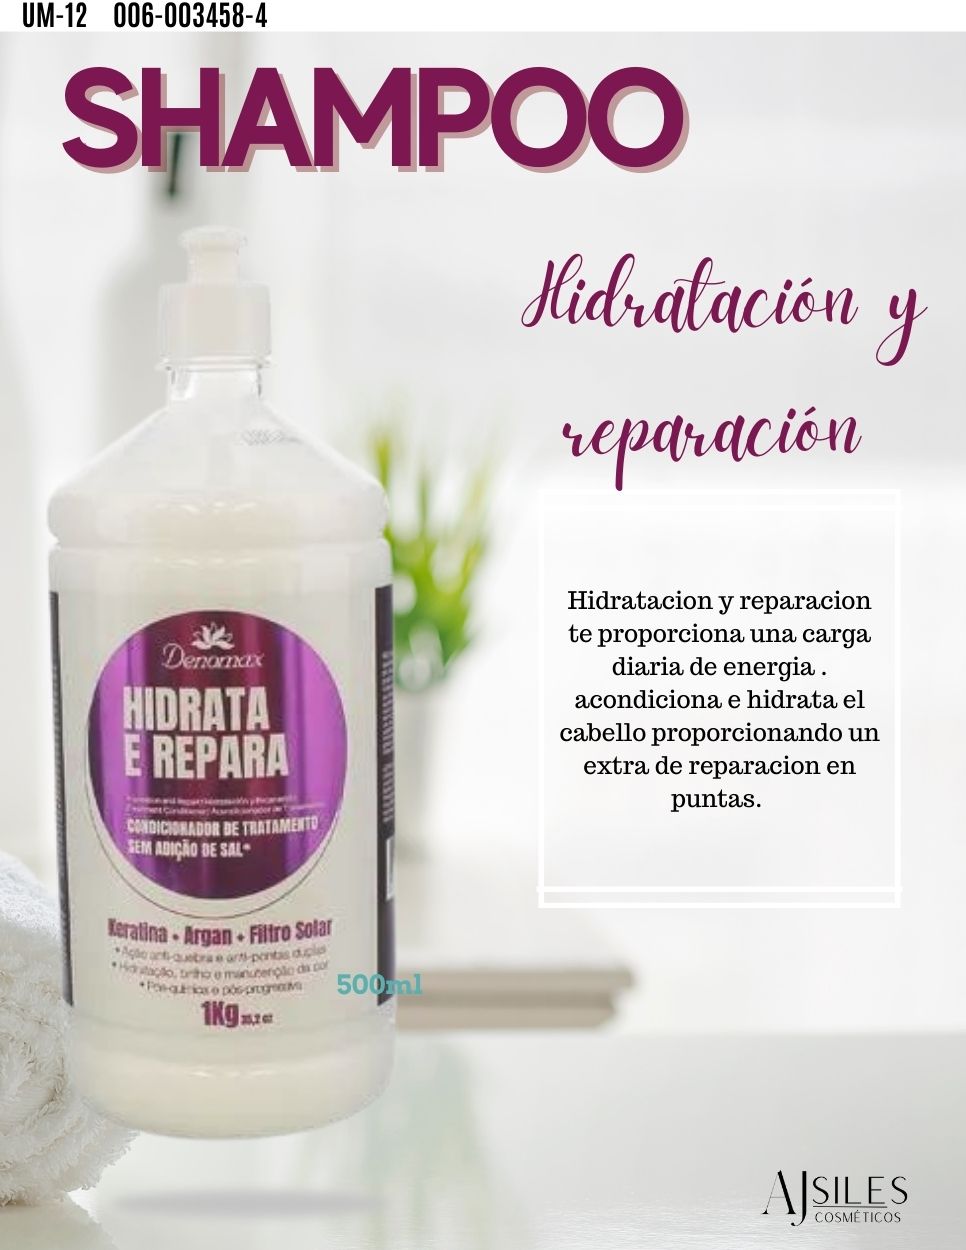 UM-12 006-003458-4
SHAMPOO
Hidratación y
reparación
Hidratacion y reparacion
te proporciona una carga
diaria de energia .
acondiciona e hidrata el
cabello proporcionando un
extra de reparacion en
puntas.
Denomax
HIDRATA
E REPARA
CONDICIONADOR DE TRATAMENTO
SEM ADIÇÃO DE SAL*
Keratina + Argan + Filtro Solar
• Ação anti-quebra e anti-pontas duplas
• Hidratação, brilho e manutenção da cor
• Pós-química e pós-progressiva
500ml
1Kg 35,2 oz
AJSILES
COSMÉTICOS